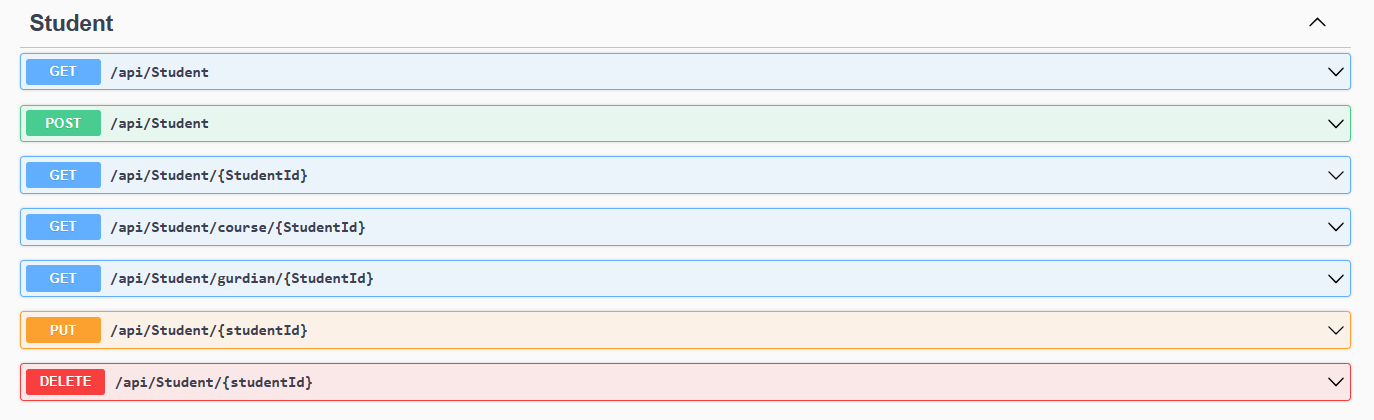 Student
GET /api/Student
POST /api/Student
GET /api/Student/{StudentId}
GET /api/Student/course/{StudentId}
GET /api/Student/gurdian/{StudentId}
PUT /api/Student/{studentId}
DELETE /api/Student/{studentId}